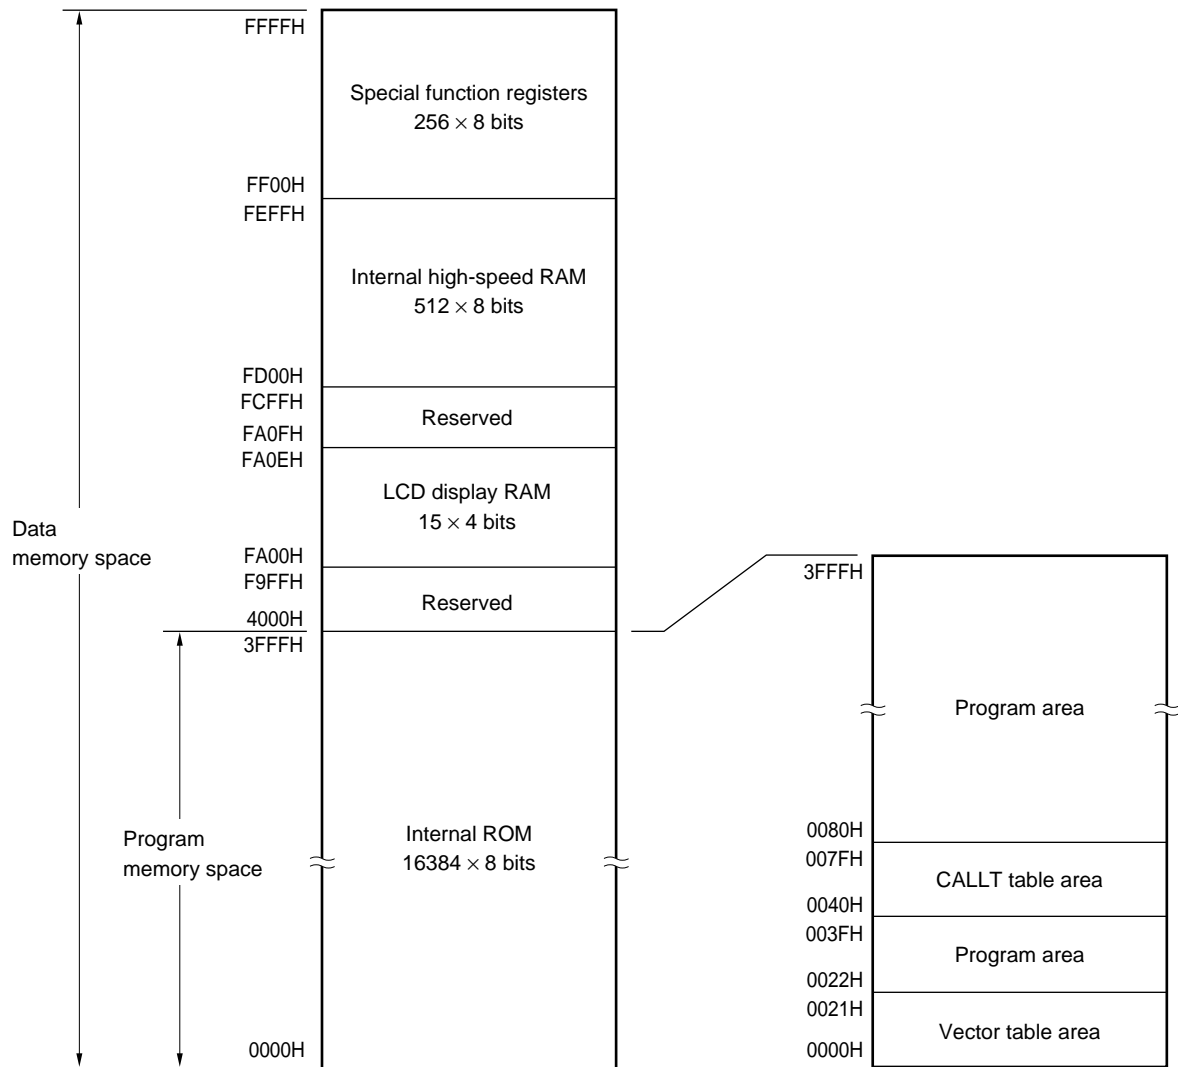 FFFFH
Special function registers
256 × 8 bits
FF00H
FEFFH
Internal high-speed RAM
512 × 8 bits
FD00H
FCFFH
Reserved
FA0FH
FA0EH
LCD display RAM
15 × 4 bits
Data
memory space
FA00H
F9FFH
Reserved
4000H
3FFFH
Program
memory space
Internal ROM
16384 × 8 bits
0000H
3FFFH
Program area
0080H
007FH
CALLT table area
0040H
003FH
Program area
0022H
0021H
Vector table area
0000H